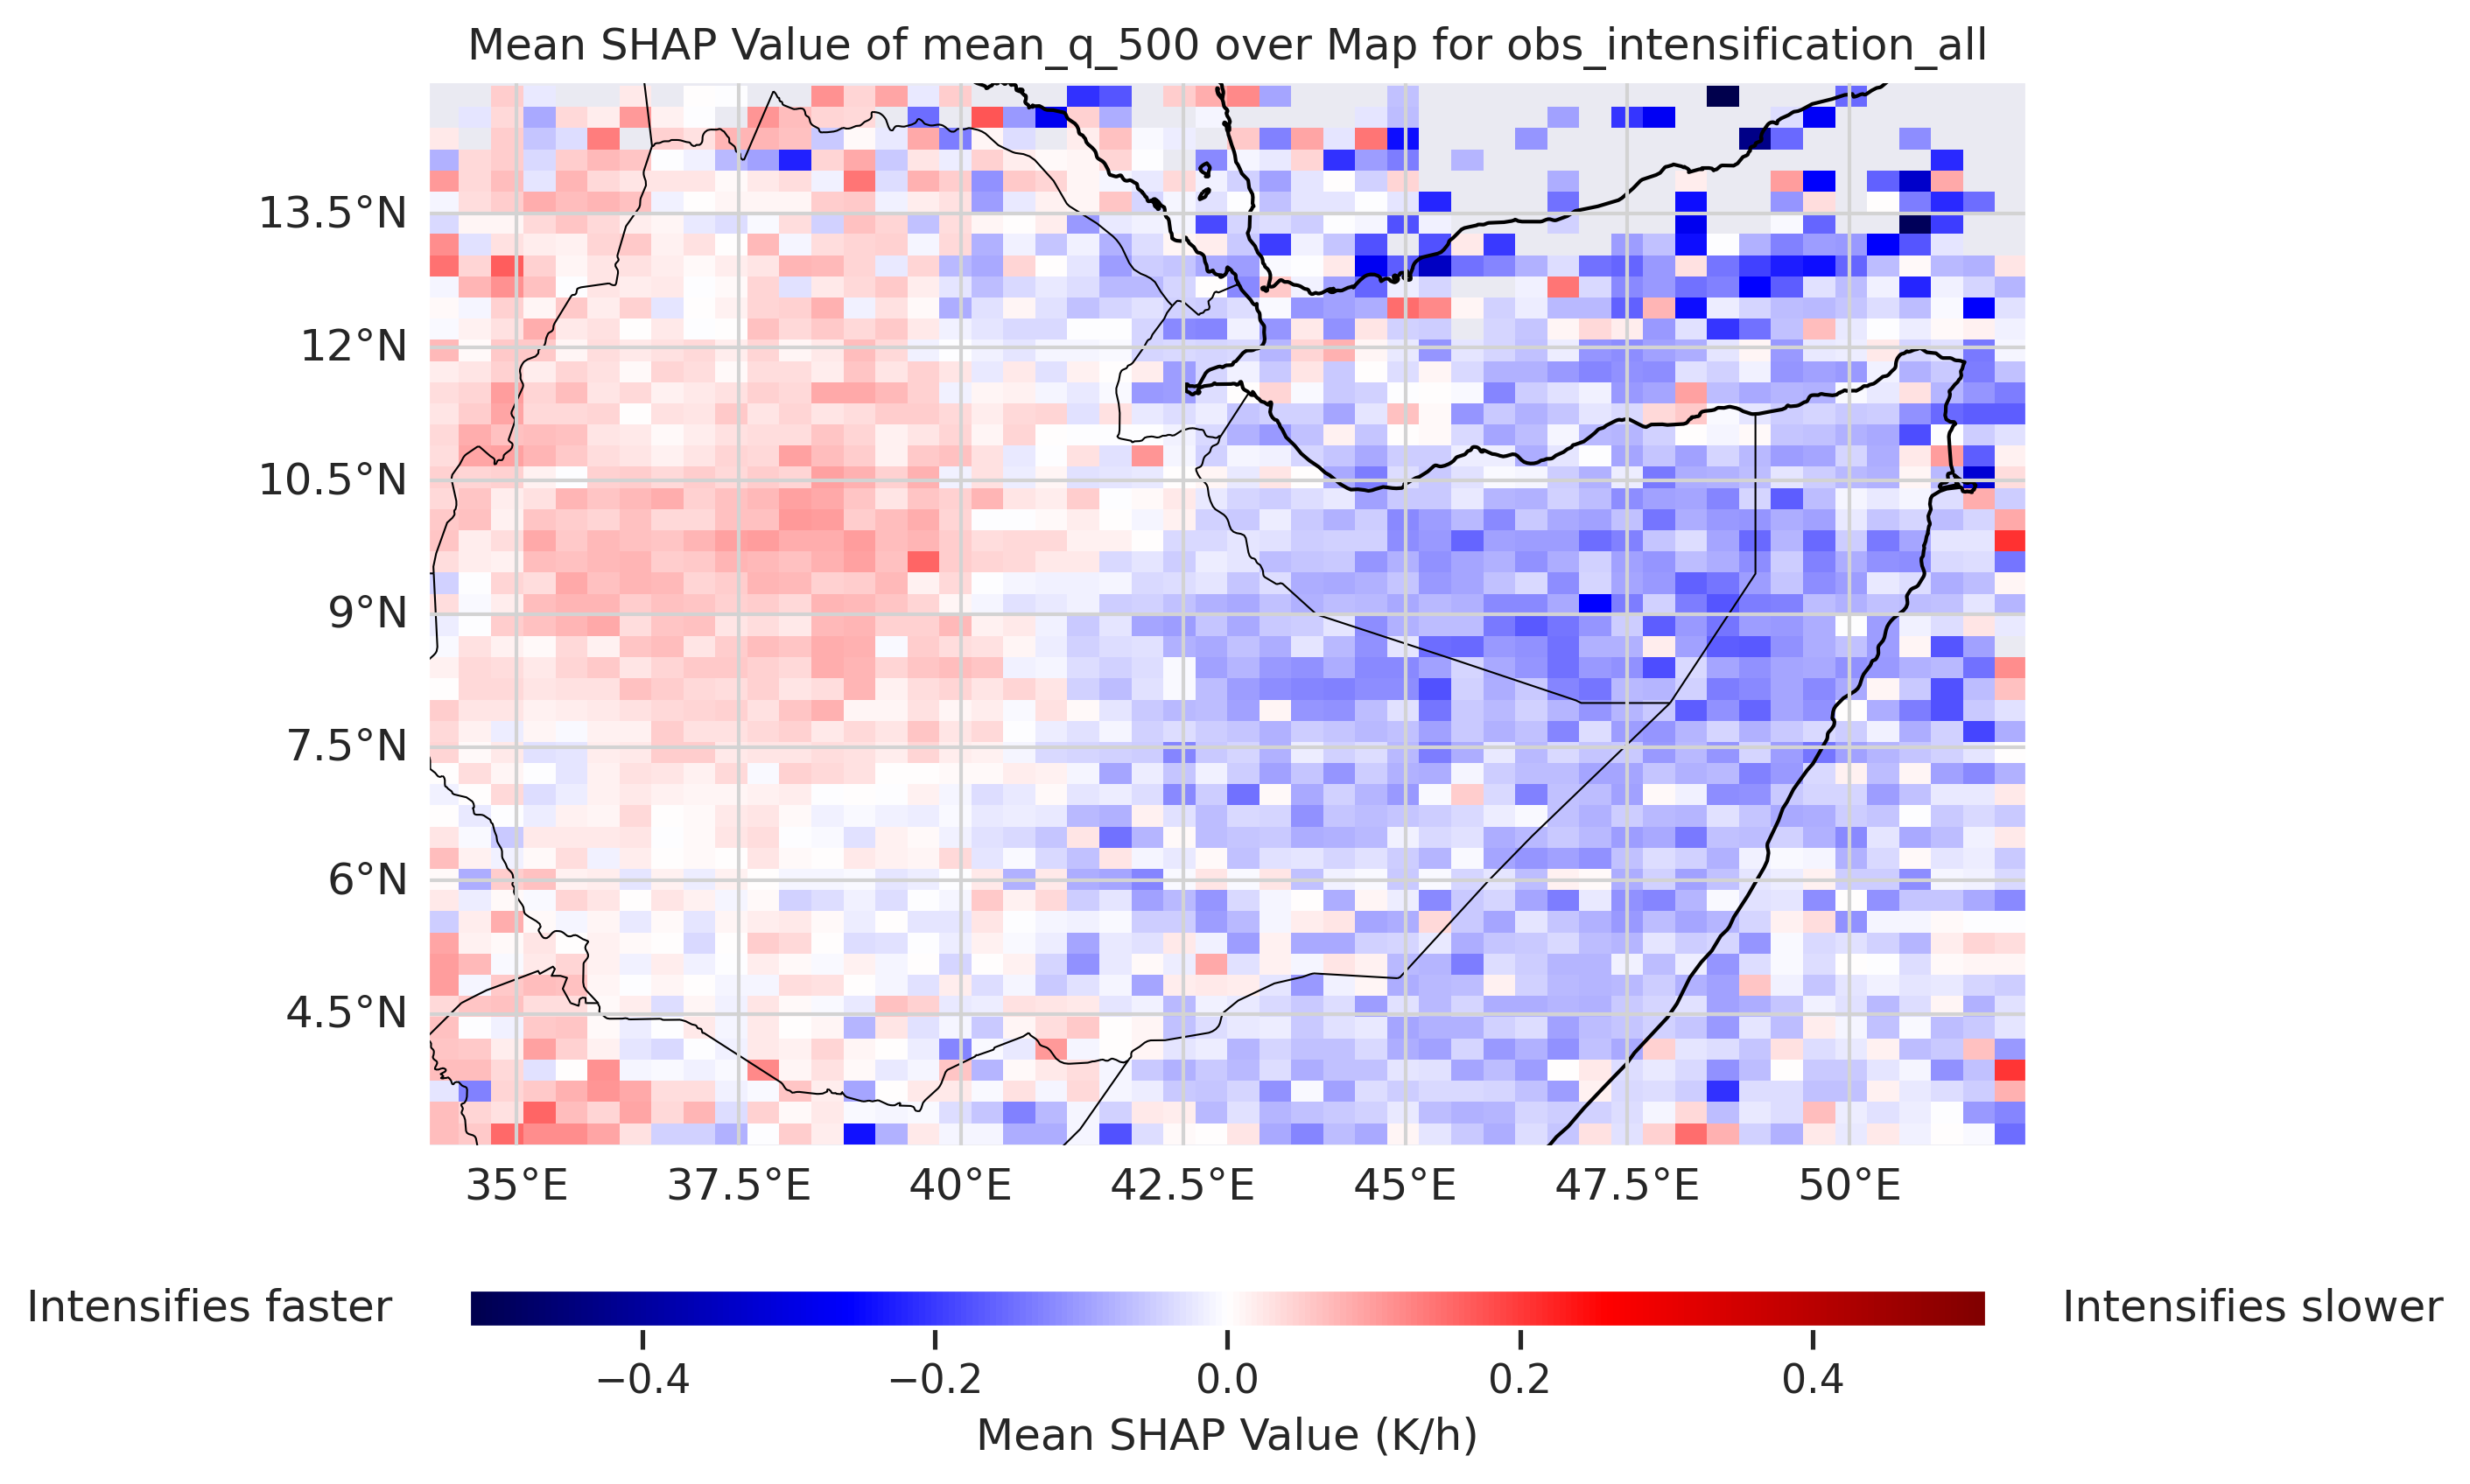 Mean SHAP Value of mean_q_500 over Map for obs_intensification_all
13.5°N
12°N
10.5°N
9°N
7.5°N
6°N
4.5°N
35°E 37.5°E 40°E 42.5°E 45°E 47.5°E 50°E
Intensifies faster
Intensifies slower
−0.4 −0.2 0.0 0.2 0.4
Mean SHAP Value (K/h)